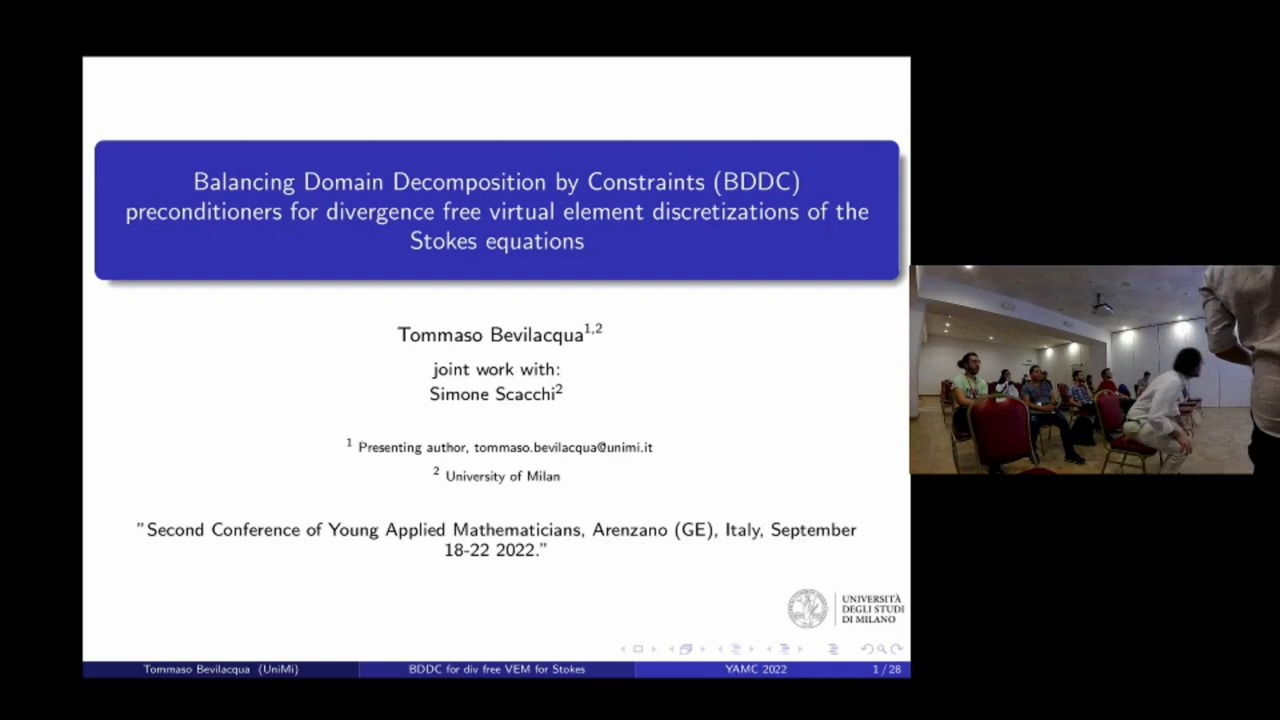 Balancing Domain Decomposition by Constraints (BDDC)
preconditioners for divergence free virtual element discretizations of the
Stokes equations
Tommaso Bevilacqua1,2
joint work with:
Simone Scacchi2
1 Presenting author, tommaso.bevilacqua@unimi.it
2 University of Milan
"Second Conference of Young Applied Mathematicians, Arenzano (GE), Italy, September
18-22 2022."
UNIVERSITÀ
DEGLI STUDI
DI MILANO
Tommaso Bevilacqua (UniMi) BDDC for div free VEM for Stokes YAMC 2022 1 / 28